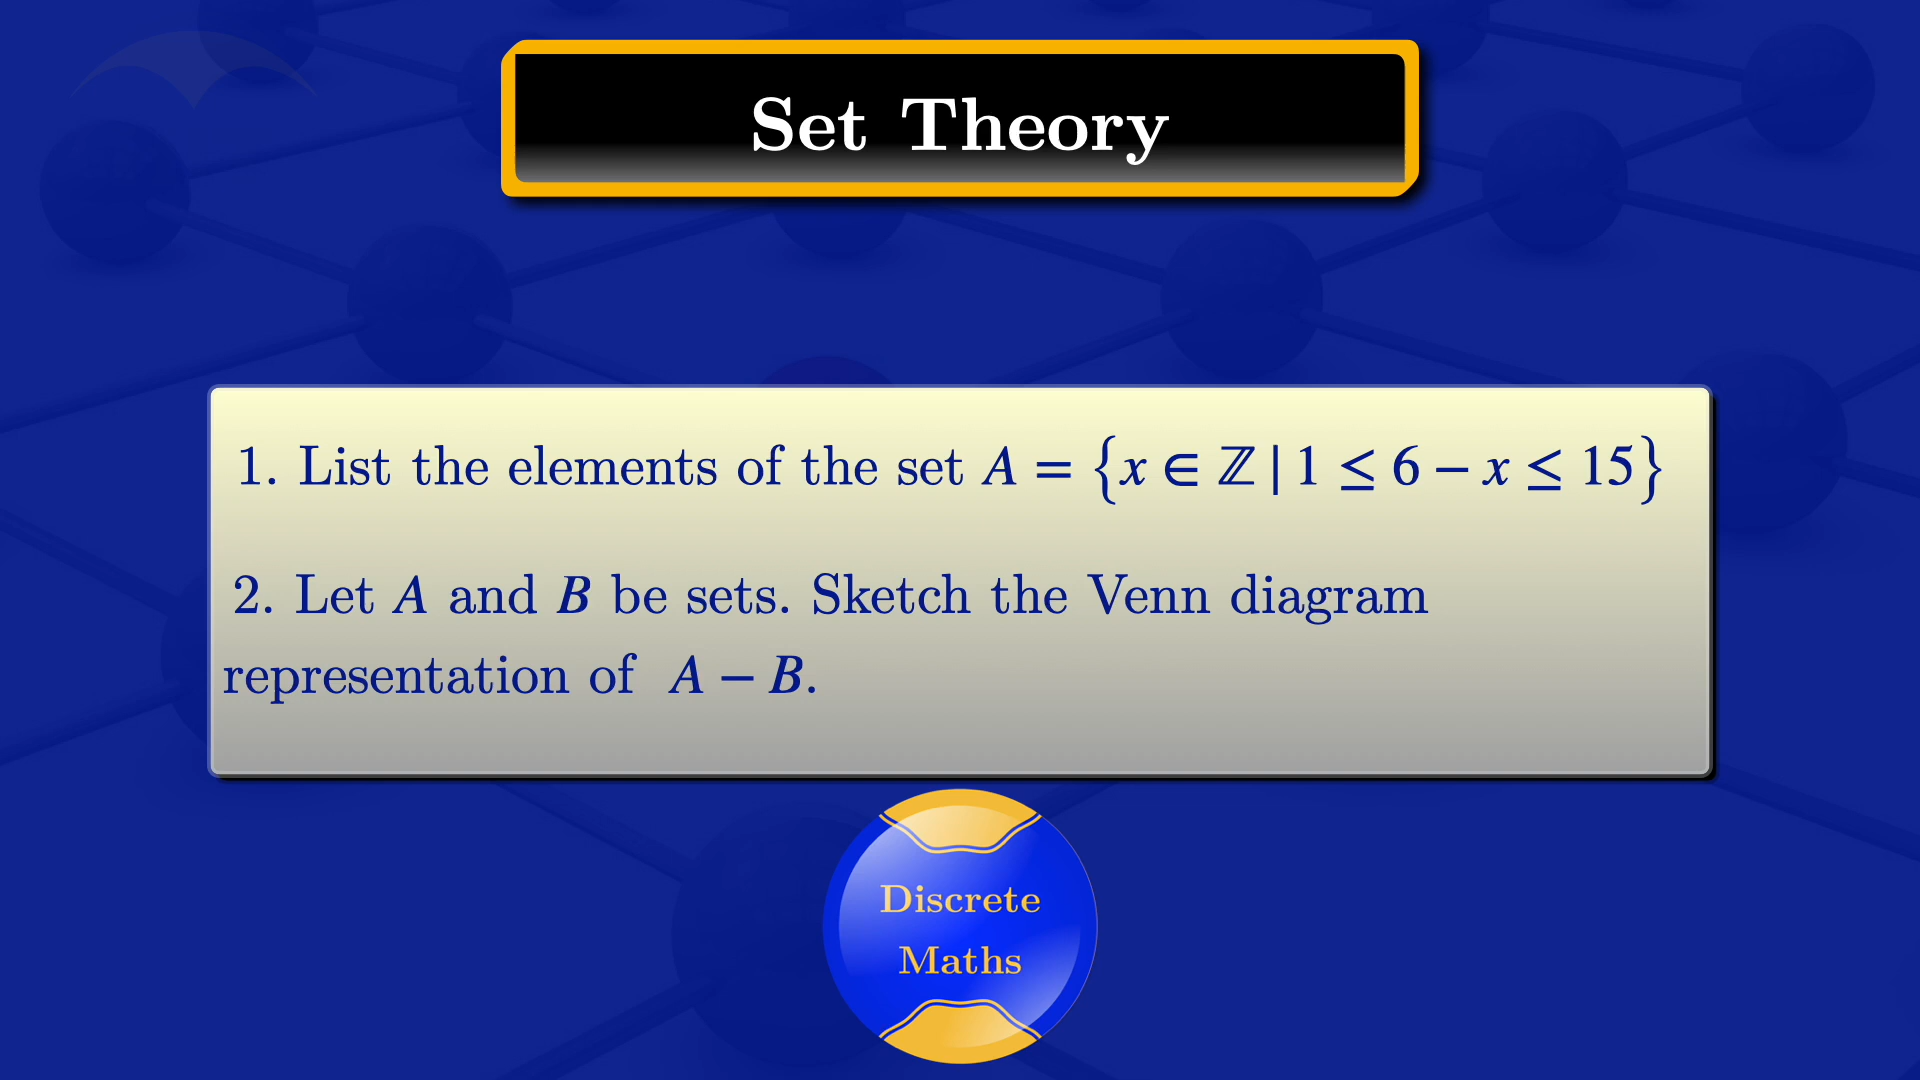 Set Theory
1. List the elements of the set A = {x ∈ ℤ | 1 ≤ 6 − x ≤ 15}
2. Let A and B be sets. Sketch the Venn diagram
representation of A − B.
Discrete
Maths